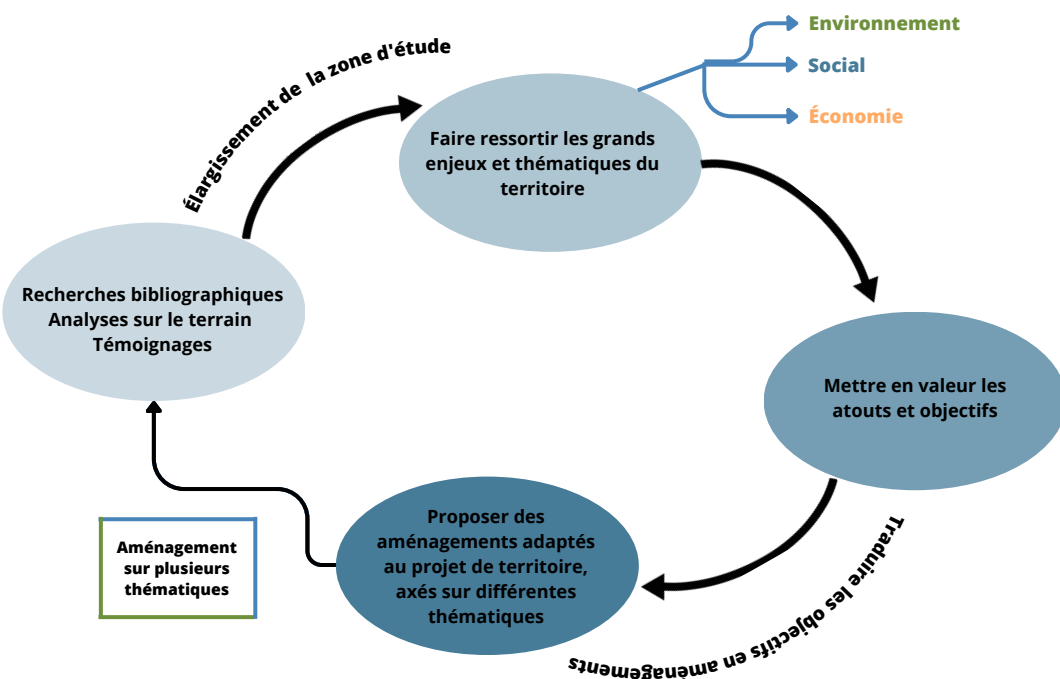 Élargissement de la zone d'étude
Environnement
Social
Économie
Faire ressortir les grands
enjeux et thématiques du
territoire
Recherches bibliographiques
Analyses sur le terrain
Témoignages
Mettre en valeur les
atouts et objectifs
Traduire les objectifs en aménagements
Proposer des
aménagements adaptés
au projet de territoire,
axés sur différentes
thématiques
Aménagement
sur plusieurs
thématiques